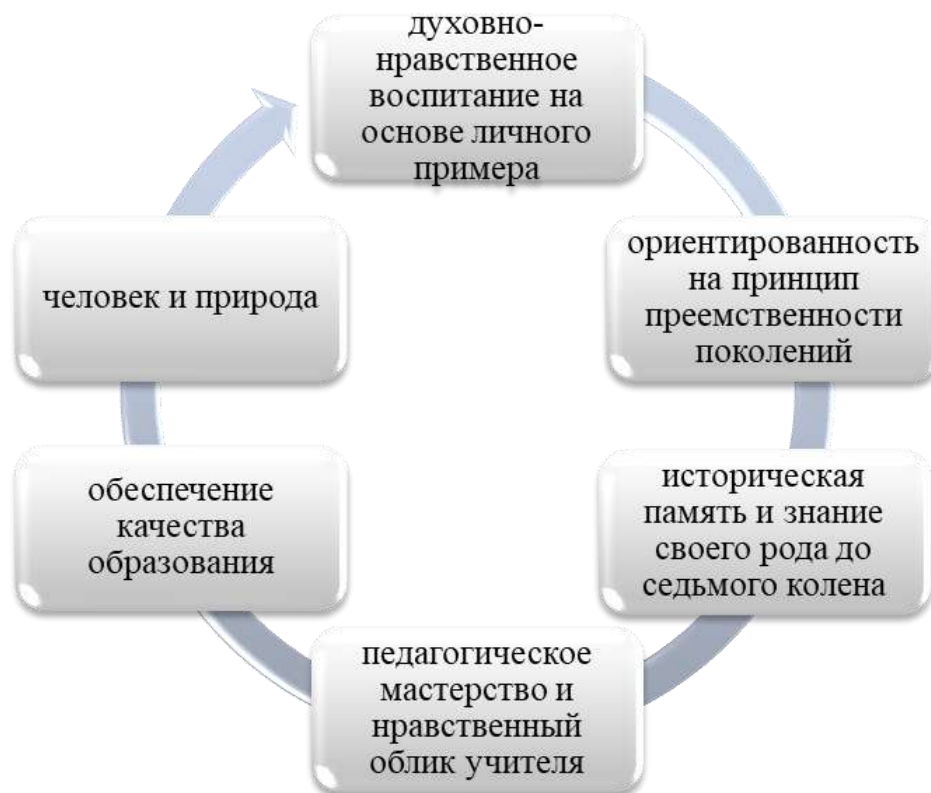 духовно-
нравственное
воспитание на
основе личного
примера
ориентированность
на принцип
преемственности
поколений
историческая
память и знание
своего рода до
седьмого колена
педагогическое
мастерство и
нравственный
облик учителя
обеспечение
качества
образования
человек и природа